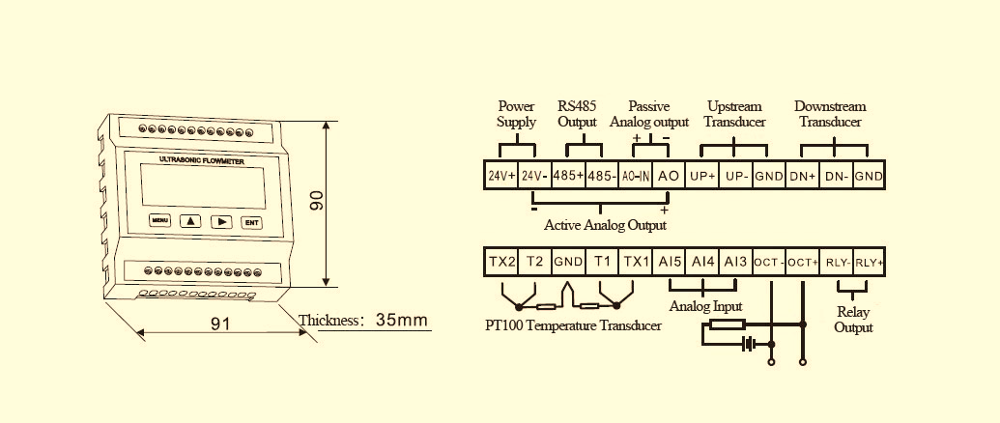 ULTRASONIC FLOWMETER
MENU ENT
90
91
Thickness: 35mm
Power RS485 Passive Upstream Downstream
Supply Output Analog output Transducer Transducer
+ -
24V+ 24V- 485+ 485- AO-IN AO UP+ UP- GND DN+ DN- GND
- +
Active Analog Output
TX2 T2 GND T1 TX1 AI5 AI4 AI3 OCT- OCT+ RLY- RLY+
Analog Input
PT100 Temperature Transducer
Relay
Output